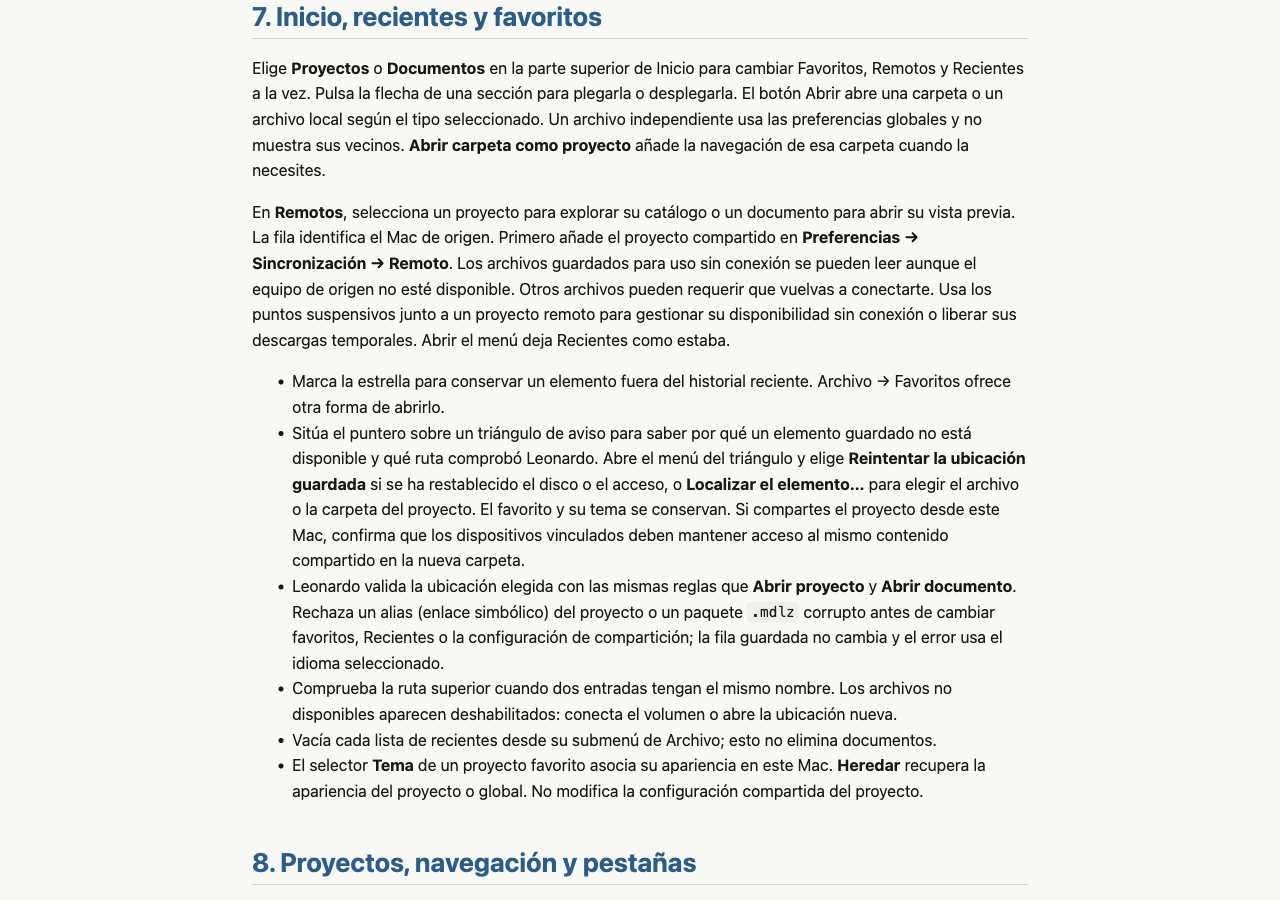 7. Inicio, recientes y favoritos
Elige Proyectos o Documentos en la parte superior de Inicio para cambiar Favoritos, Remotos y Recientes
a la vez. Pulsa la flecha de una sección para plegarla o desplegarla. El botón Abrir abre una carpeta o un
archivo local según el tipo seleccionado. Un archivo independiente usa las preferencias globales y no
muestra sus vecinos. Abrir carpeta como proyecto añade la navegación de esa carpeta cuando la
necesites.
En Remotos, selecciona un proyecto para explorar su catálogo o un documento para abrir su vista previa.
La fila identifica el Mac de origen. Primero añade el proyecto compartido en Preferencias →
Sincronización → Remoto. Los archivos guardados para uso sin conexión se pueden leer aunque el
equipo de origen no esté disponible. Otros archivos pueden requerir que vuelvas a conectarte. Usa los
puntos suspensivos junto a un proyecto remoto para gestionar su disponibilidad sin conexión o liberar sus
descargas temporales. Abrir el menú deja Recientes como estaba.
• Marca la estrella para conservar un elemento fuera del historial reciente. Archivo → Favoritos ofrece
otra forma de abrirlo.
• Sitúa el puntero sobre un triángulo de aviso para saber por qué un elemento guardado no está
disponible y qué ruta comprobó Leonardo. Abre el menú del triángulo y elige Reintentar la ubicación
guardada si se ha restablecido el disco o el acceso, o Localizar el elemento... para elegir el archivo
o la carpeta del proyecto. El favorito y su tema se conservan. Si compartes el proyecto desde este
Mac, confirma que los dispositivos vinculados deben mantener acceso al mismo contenido
compartido en la nueva carpeta.
• Leonardo valida la ubicación elegida con las mismas reglas que Abrir proyecto y Abrir documento.
Rechaza un alias (enlace simbólico) del proyecto o un paquete .mdlz corrupto antes de cambiar
favoritos, Recientes o la configuración de compartición; la fila guardada no cambia y el error usa el
idioma seleccionado.
• Comprueba la ruta superior cuando dos entradas tengan el mismo nombre. Los archivos no
disponibles aparecen deshabilitados: conecta el volumen o abre la ubicación nueva.
• Vacía cada lista de recientes desde su submenú de Archivo; esto no elimina documentos.
• El selector Tema de un proyecto favorito asocia su apariencia en este Mac. Heredar recupera la
apariencia del proyecto o global. No modifica la configuración compartida del proyecto.
8. Proyectos, navegación y pestañas